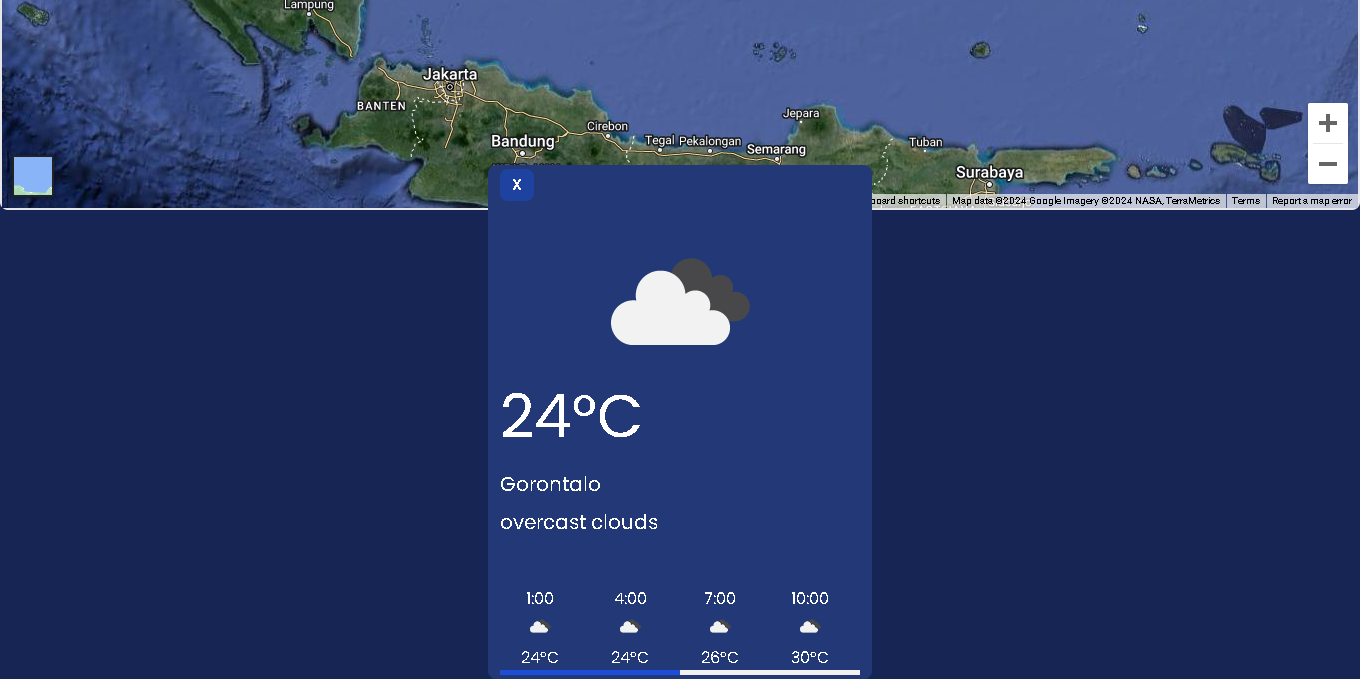 Lampung
Jakarta
BANTEN
Jepara
Cirebon
Bandung
Tegal Pekalongan
Semarang
Tuban
Surabaya
+
−
X
shortcuts
Map data ©2024 Google Imagery ©2024 NASA, TerraMetrics
Terms
Report a map error
24°C
Gorontalo
overcast clouds
1:00 4:00 7:00 10:00
24°C 24°C 26°C 30°C